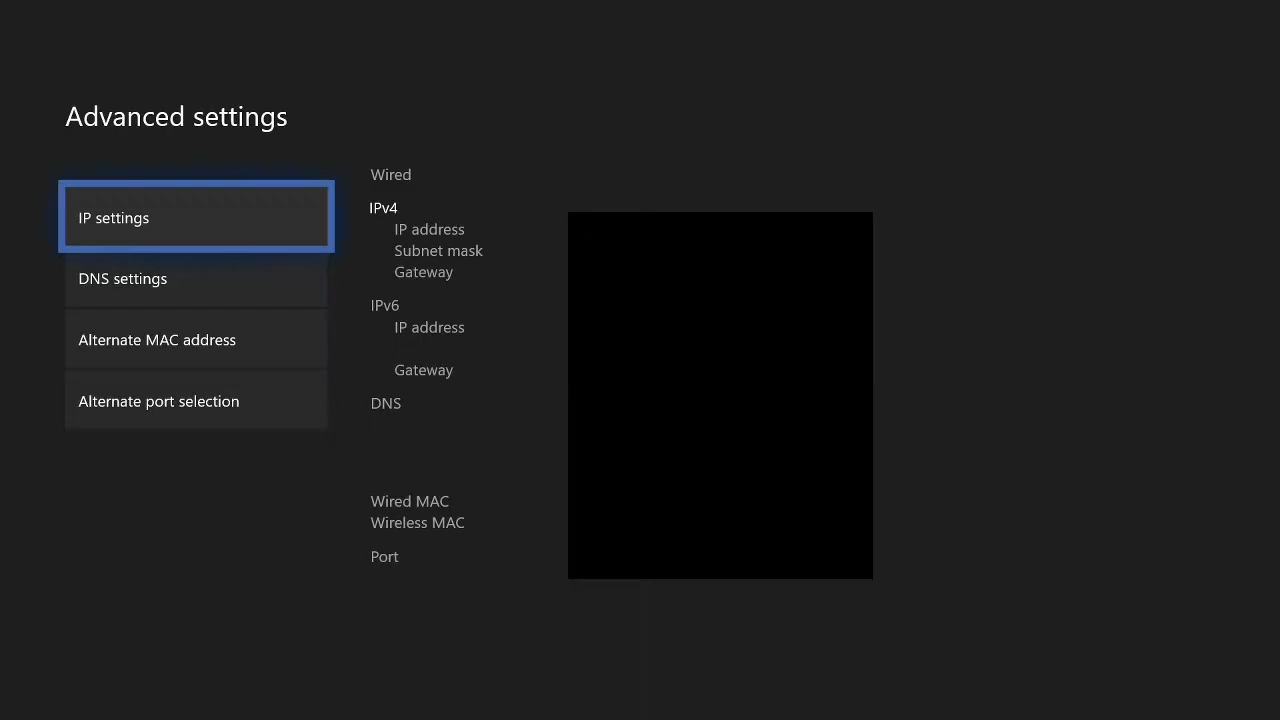 Advanced settings
IP settings
DNS settings
Alternate MAC address
Alternate port selection
Wired
IPv4
IP address
Subnet mask
Gateway
IPv6
IP address
Gateway
DNS
Wired MAC
Wireless MAC
Port